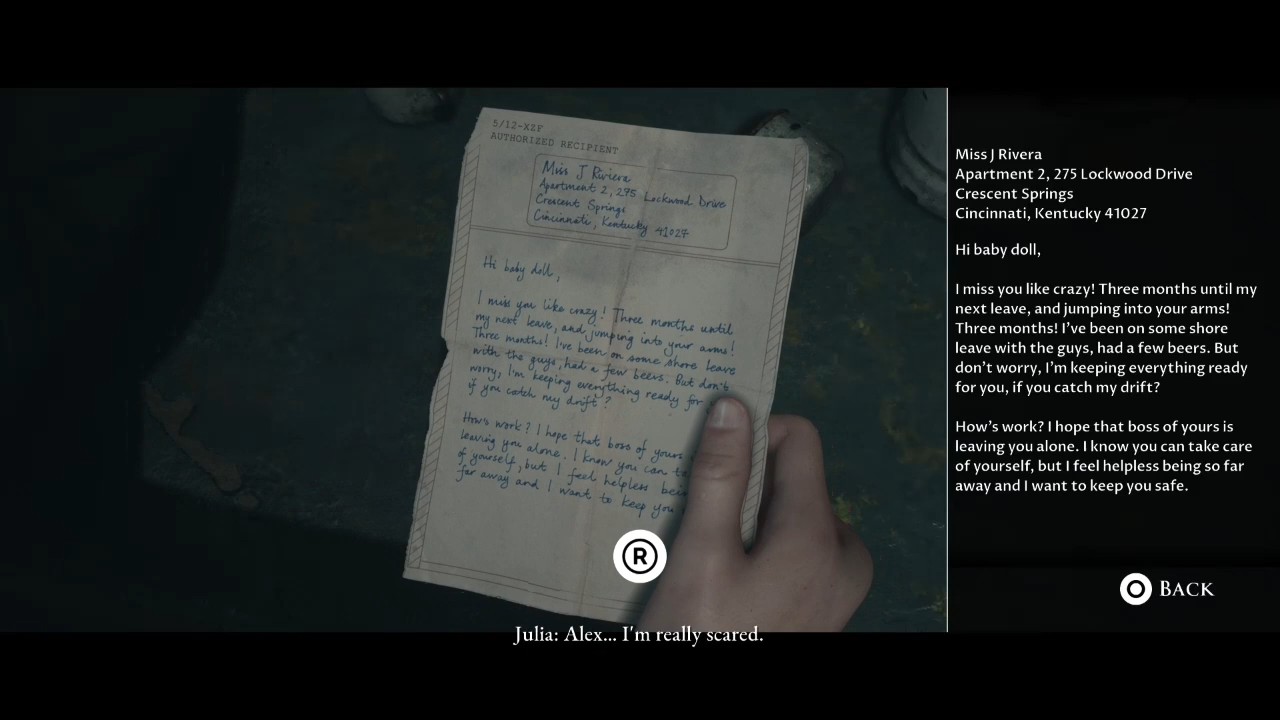 5/12-XZF
AUTHORIZED RECIPIENT
Miss J Riviera
Apartment 2, 275 Lockwood Drive
Crescent Springs
Cincinnati, Kentucky 41027
Hi baby doll,
I miss you like crazy! Three months until
my next leave, and jumping into your arms!
Three months! I've been on some shore leave
with the guys, had a few beers. But don't
worry, I'm keeping everything ready for
if you catch my drift?
How's work? I hope that boss of yours
leaving you alone. I know you can
of yourself, but I feel helpless
far away and I want to keep you
R
Miss J Rivera
Apartment 2, 275 Lockwood Drive
Crescent Springs
Cincinnati, Kentucky 41027
Hi baby doll,
I miss you like crazy! Three months until my
next leave, and jumping into your arms!
Three months! I've been on some shore
leave with the guys, had a few beers. But
don't worry, I'm keeping everything ready
for you, if you catch my drift?
How's work? I hope that boss of yours is
leaving you alone. I know you can take care
of yourself, but I feel helpless being so far
away and I want to keep you safe.
BACK
Julia: Alex... I'm really scared.